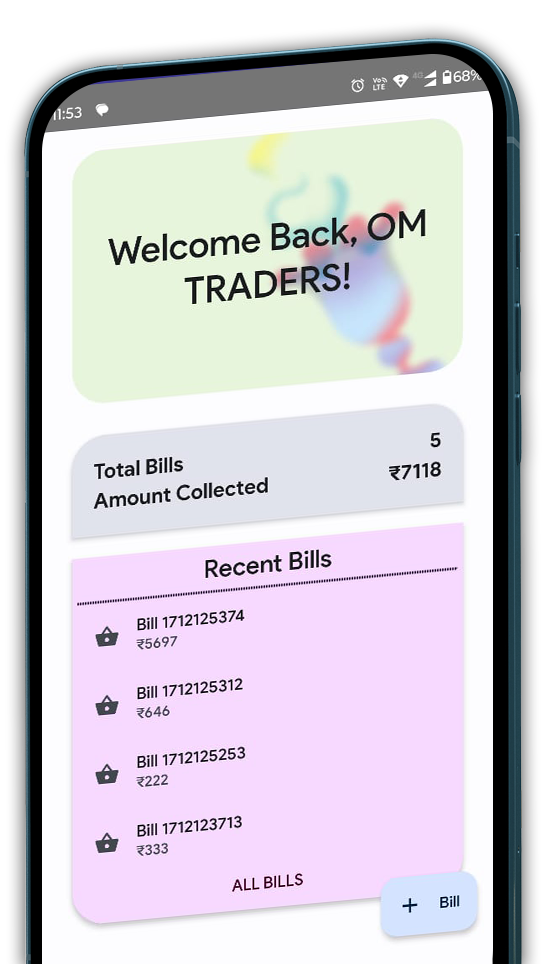 11:53
Vo))
LTE
4G
68%
Welcome Back, OM
TRADERS!
Total Bills
5
Amount Collected
₹7118
Recent Bills
Bill 1712125374
₹5697
Bill 1712125312
₹646
Bill 1712125253
₹222
Bill 1712123713
₹333
ALL BILLS
+ Bill